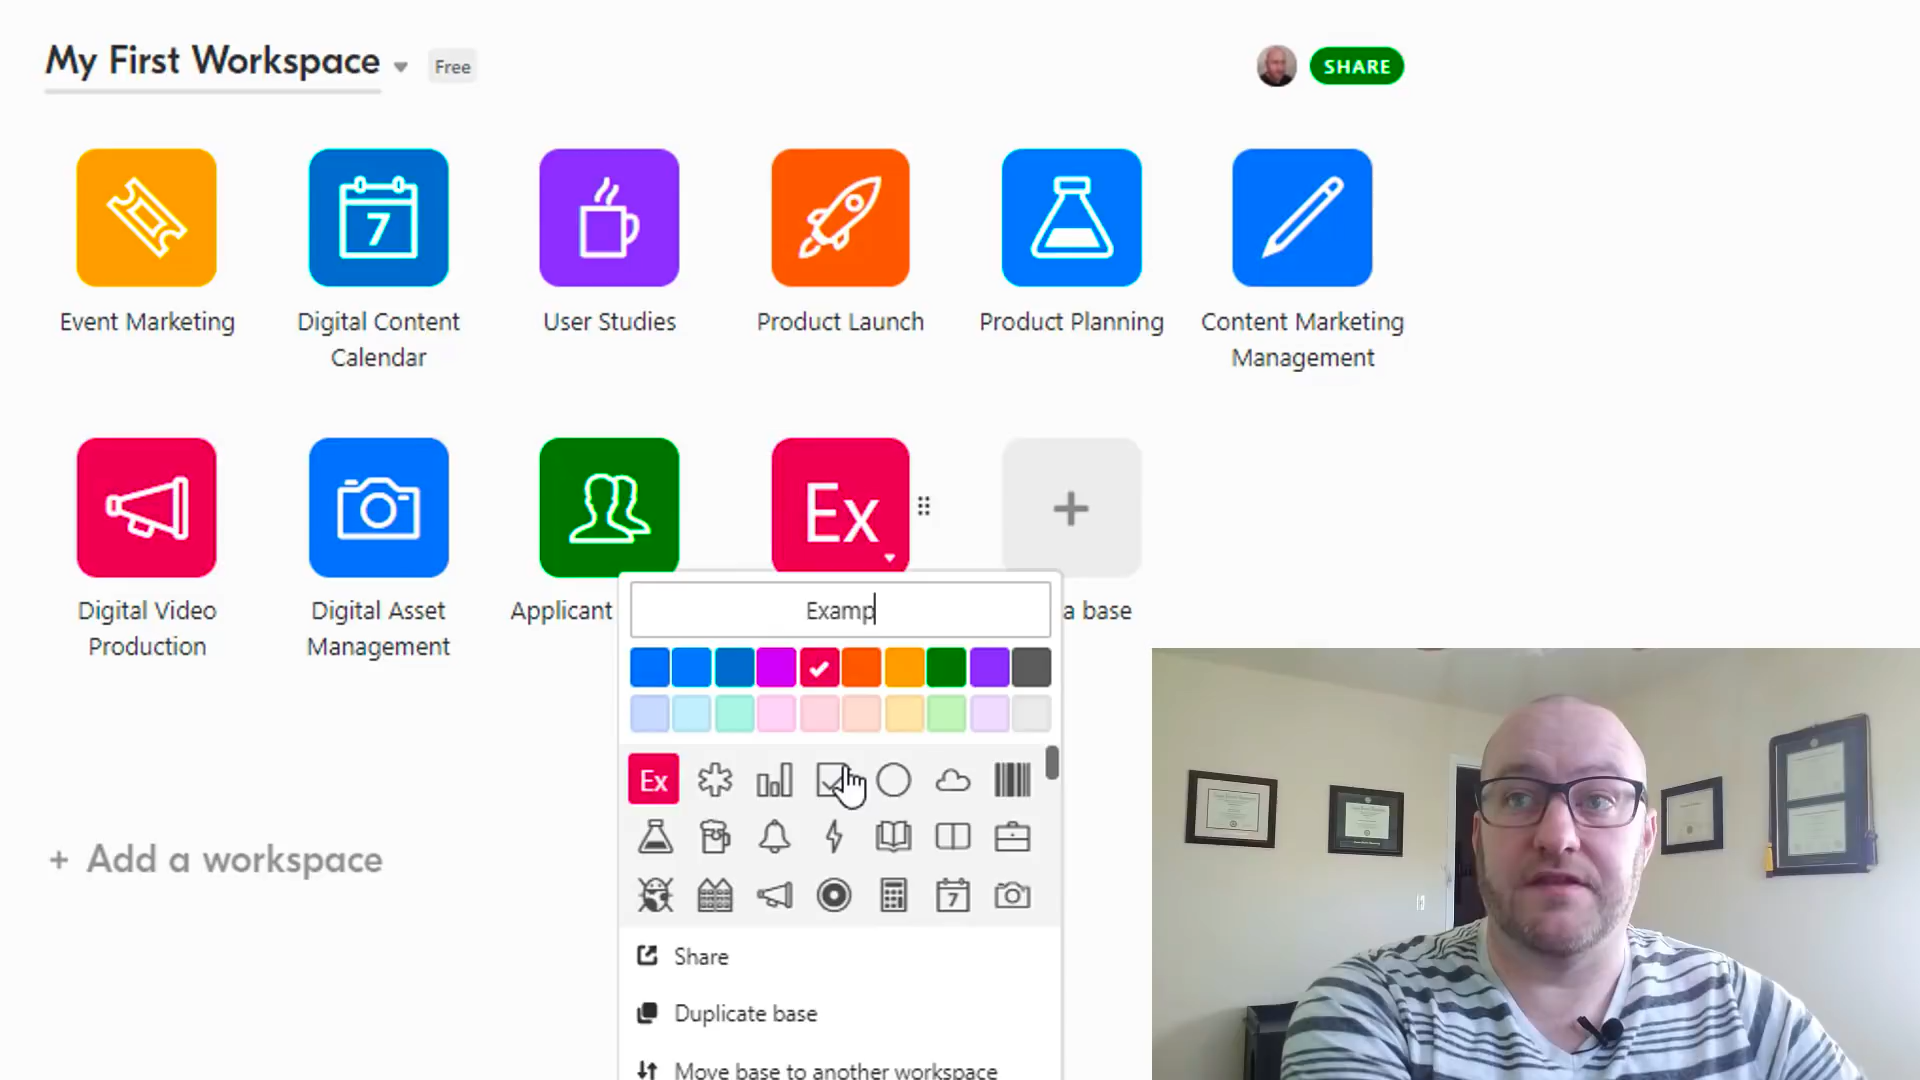 My First Workspace
Free
SHARE
7
Event Marketing
Digital Content
Calendar
User Studies
Product Launch
Product Planning
Content Marketing
Management
Ex
Digital Video
Production
Digital Asset
Management
Applicant
Examp
a base
Ex
7
+ Add a workspace
Share
Duplicate base
Move base to another workspace